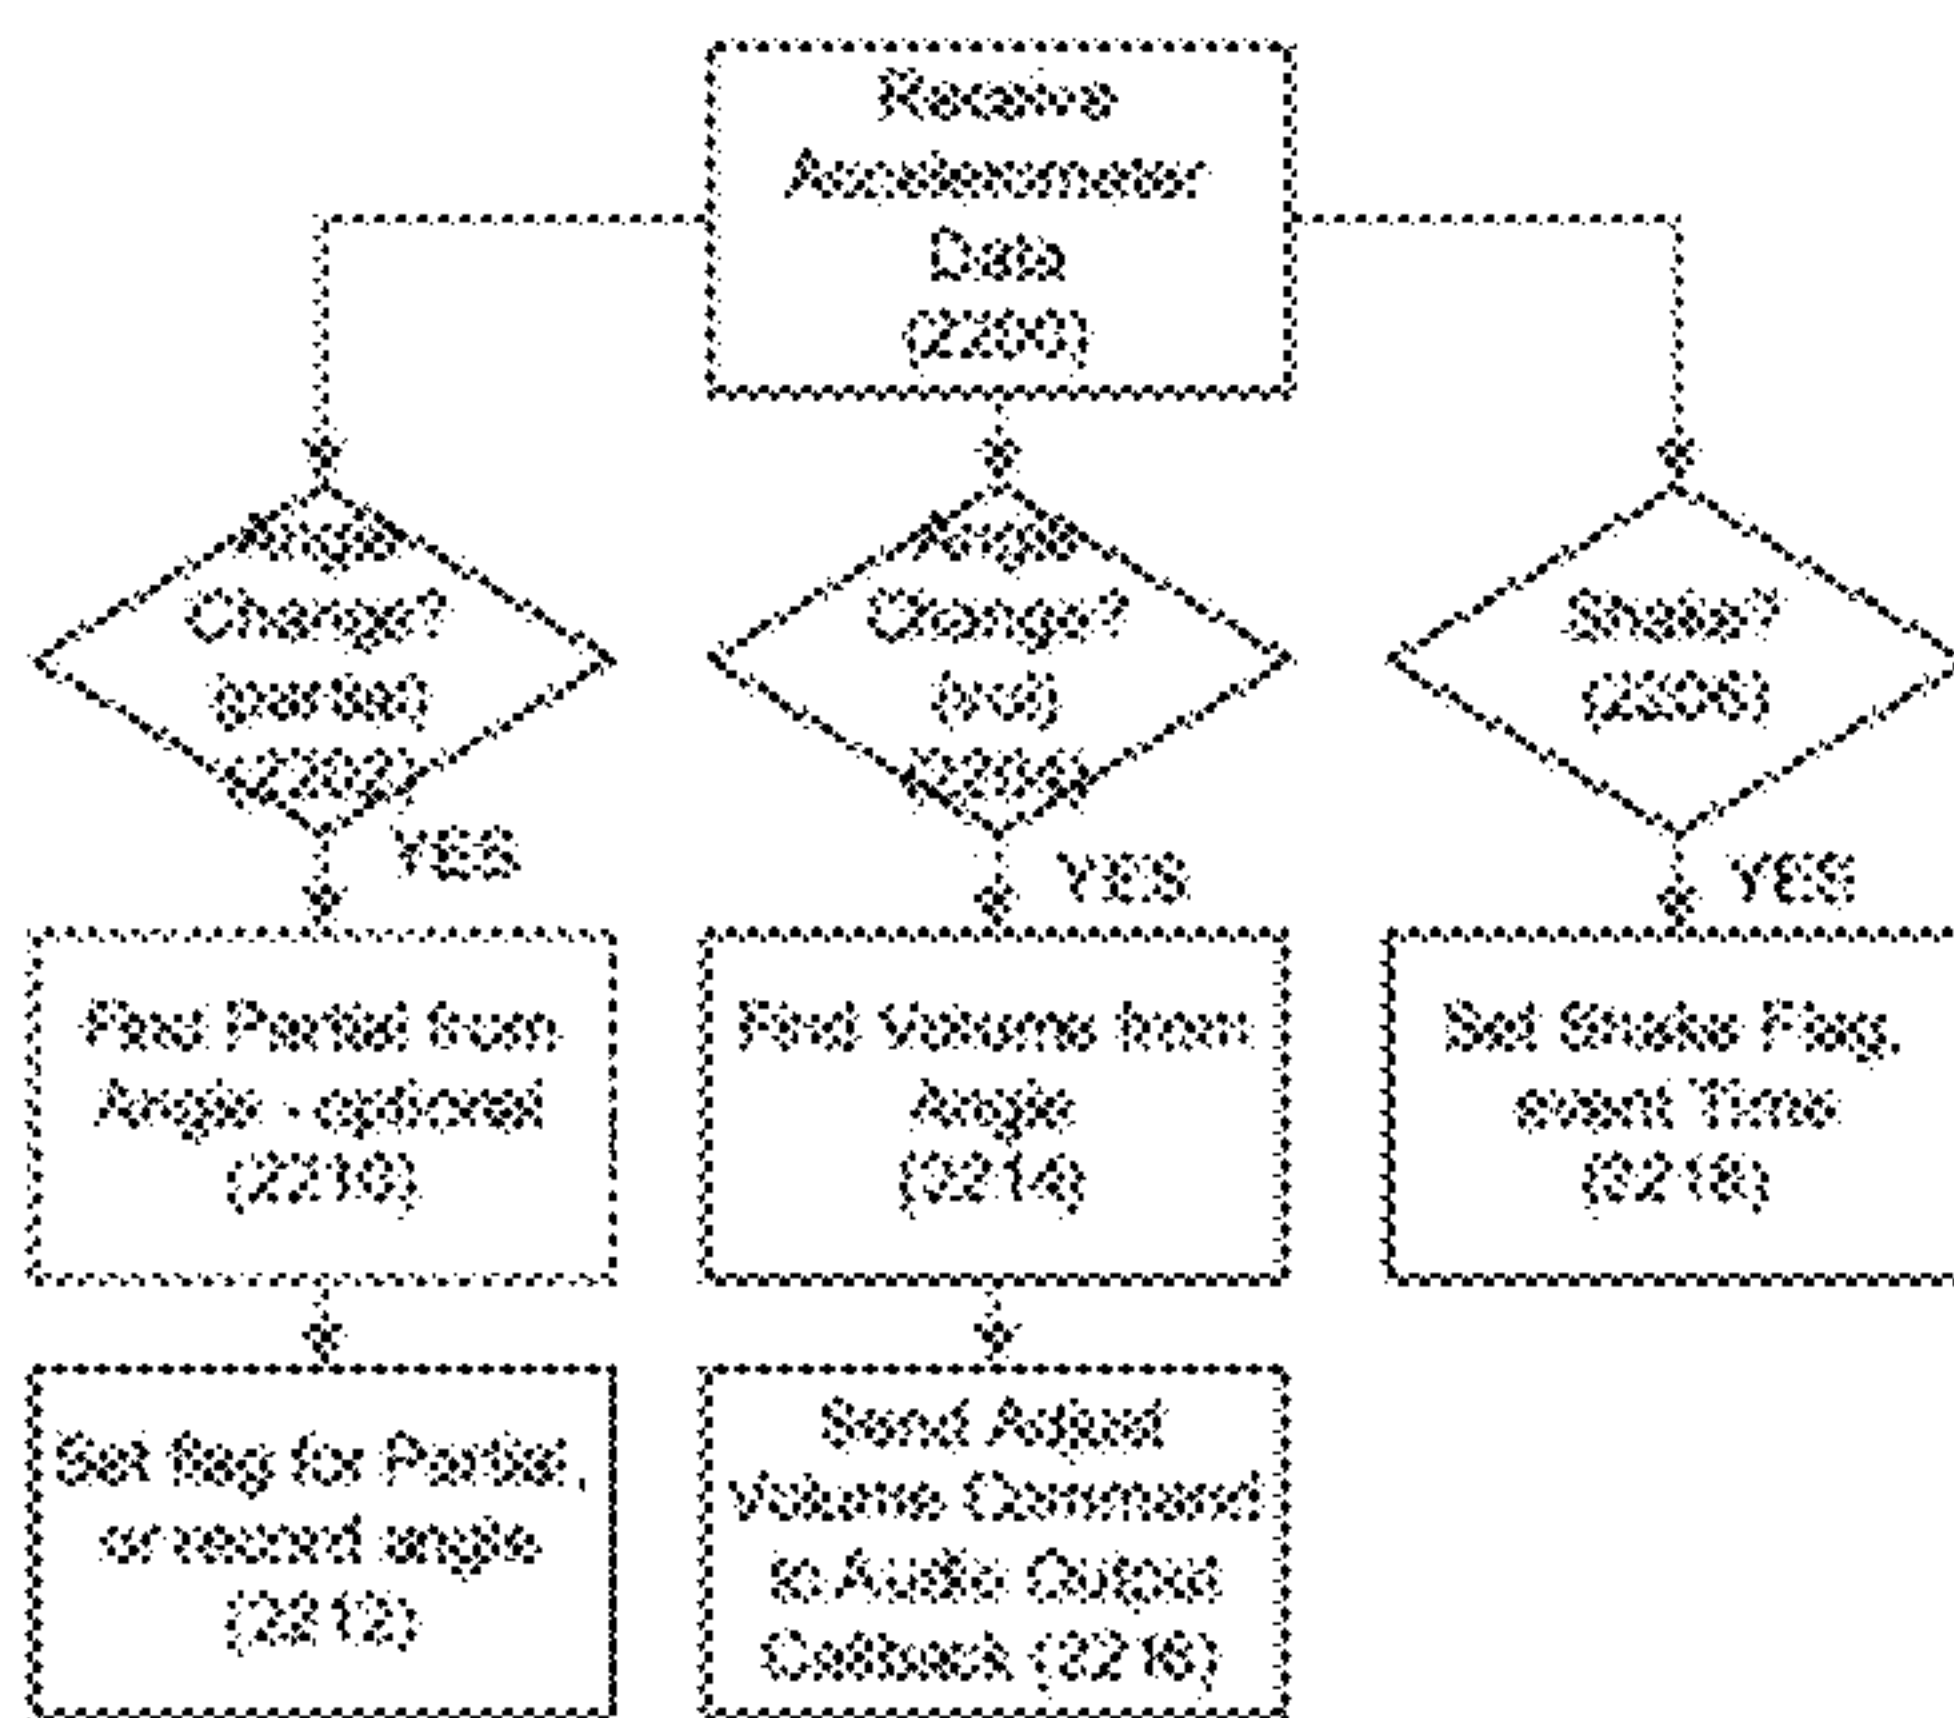 Receive
Accelerometer
Data
(2200)
Angle
Change?
(partial)
(2202)
Angle
Change?
(vol)
Shake?
YES
YES
YES
Find Partial from
Angle - optional
(2210)
Find Volume from
Angle
(2214)
Set Shake Flag,
event Time
(2218)
Set flag for Partial,
or record angle
(2212)
Send Adjust
Volume Command
to Audio Output
Callback (2216)